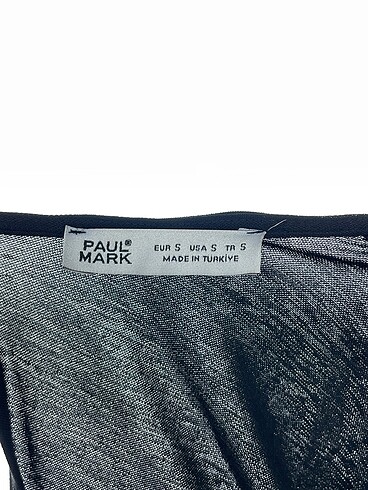 PAUL®
MARK
EUR S USA S TR S
MADE IN TÜRKİYE